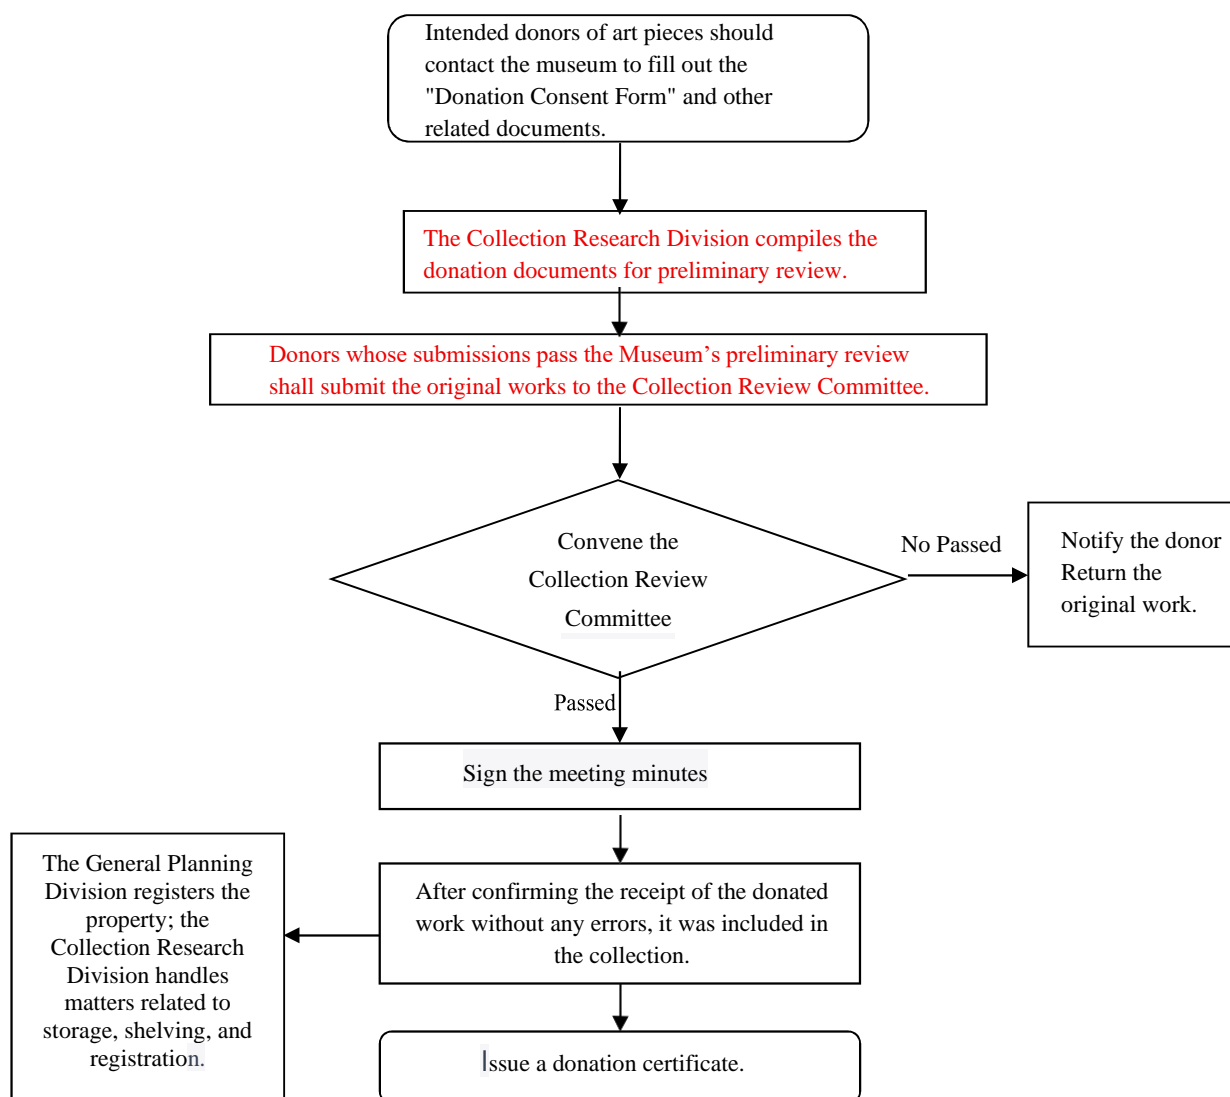 Intended donors of art pieces should
contact the museum to fill out the
"Donation Consent Form" and other
related documents.
The Collection Research Division compiles the
donation documents for preliminary review.
Donors whose submissions pass the Museum’s preliminary review
shall submit the original works to the Collection Review Committee.
Convene the
Collection Review
Committee
No Passed
Notify the donor
Return the
original work.
Passed
Sign the meeting minutes
The General Planning
Division registers the
property; the
Collection Research
Division handles
matters related to
storage, shelving, and
registration.
After confirming the receipt of the donated
work without any errors, it was included in
the collection.
Issue a donation certificate.